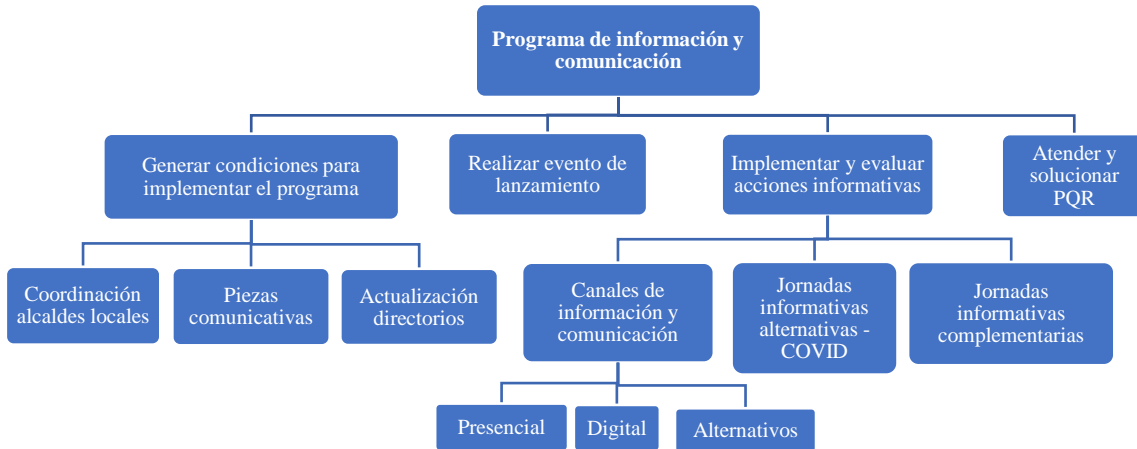 Programa de información y
comunicación
Generar condiciones para
implementar el programa
Realizar evento de
lanzamiento
Implementar y evaluar
acciones informativas
Atender y
solucionar
PQR
Coordinación
alcaldes locales
Piezas
comunicativas
Actualización
directorios
Canales de
información y
comunicación
Jornadas
informativas
alternativas -
COVID
Jornadas
informativas
complementarias
Presencial
Digital
Alternativos